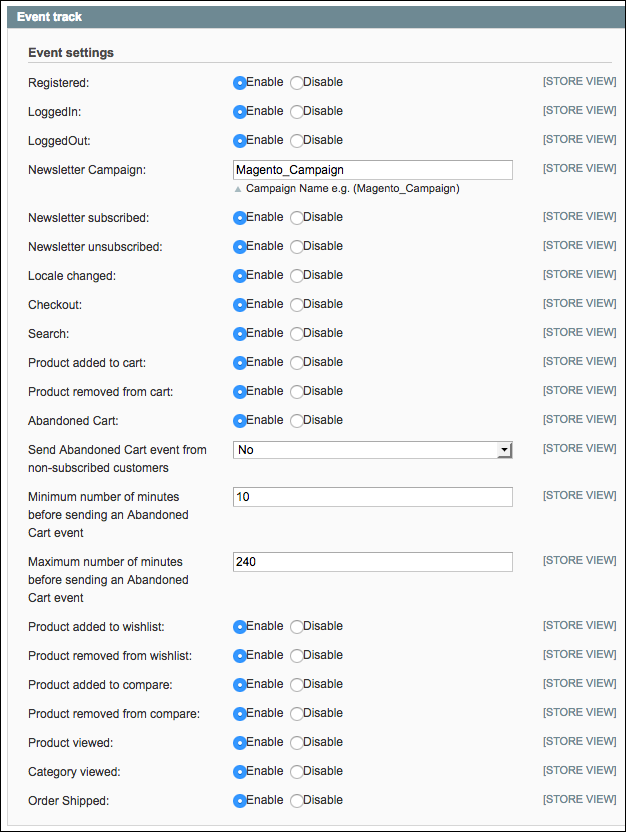 Event track
Event settings
Registered: Enable Disable [STORE VIEW]
LoggedIn: Enable Disable [STORE VIEW]
LoggedOut: Enable Disable [STORE VIEW]
Newsletter Campaign: Magento_Campaign [STORE VIEW]
Campaign Name e.g. (Magento_Campaign)
Newsletter subscribed: Enable Disable [STORE VIEW]
Newsletter unsubscribed: Enable Disable [STORE VIEW]
Locale changed: Enable Disable [STORE VIEW]
Checkout: Enable Disable [STORE VIEW]
Search: Enable Disable [STORE VIEW]
Product added to cart: Enable Disable [STORE VIEW]
Product removed from cart: Enable Disable [STORE VIEW]
Abandoned Cart: Enable Disable [STORE VIEW]
Send Abandoned Cart event from No [STORE VIEW]
non-subscribed customers
Minimum number of minutes 10 [STORE VIEW]
before sending an Abandoned
Cart event
Maximum number of minutes 240 [STORE VIEW]
before sending an Abandoned
Cart event
Product added to wishlist: Enable Disable [STORE VIEW]
Product removed from wishlist: Enable Disable [STORE VIEW]
Product added to compare: Enable Disable [STORE VIEW]
Product removed from compare: Enable Disable [STORE VIEW]
Product viewed: Enable Disable [STORE VIEW]
Category viewed: Enable Disable [STORE VIEW]
Order Shipped: Enable Disable [STORE VIEW]